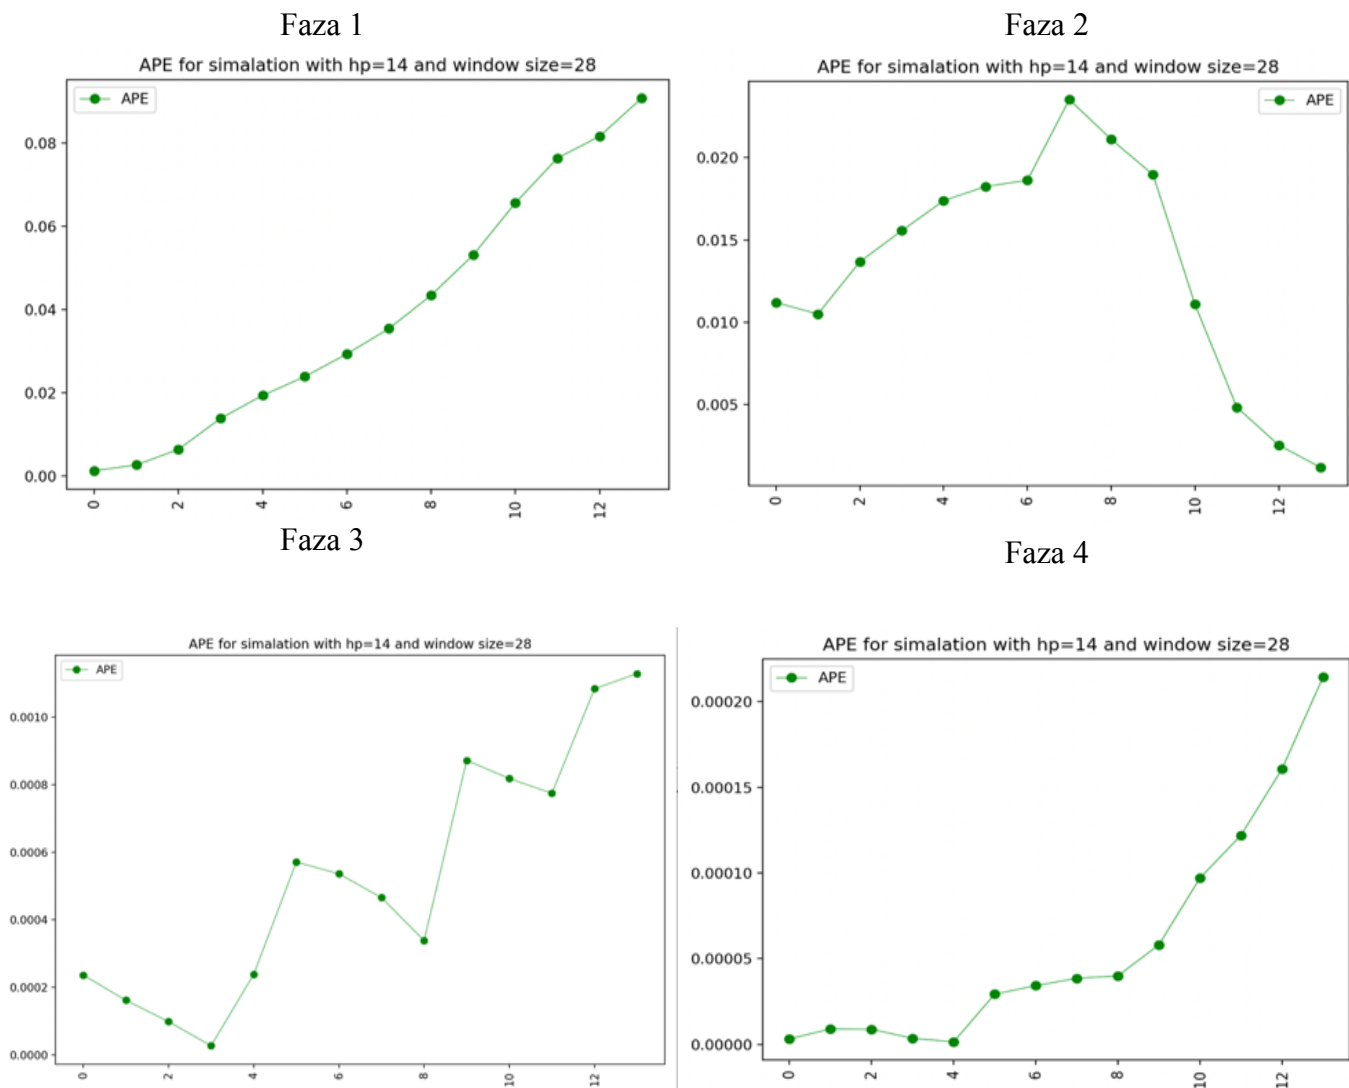 Faza 1
APE for simalation with hp=14 and window size=28
APE
0.08
0.06
0.04
0.02
0.00
0 2 4 6 8 10 12
Faza 2
APE for simalation with hp=14 and window size=28
APE
0.020
0.015
0.010
0.005
0 2 4 6 8 10 12
Faza 3
APE for simalation with hp=14 and window size=28
APE
0.0010
0.0008
0.0006
0.0004
0.0002
0.0000
0 2 4 6 8 10 12
Faza 4
APE for simalation with hp=14 and window size=28
APE
0.00020
0.00015
0.00010
0.00005
0.00000
0 2 4 6 8 10 12